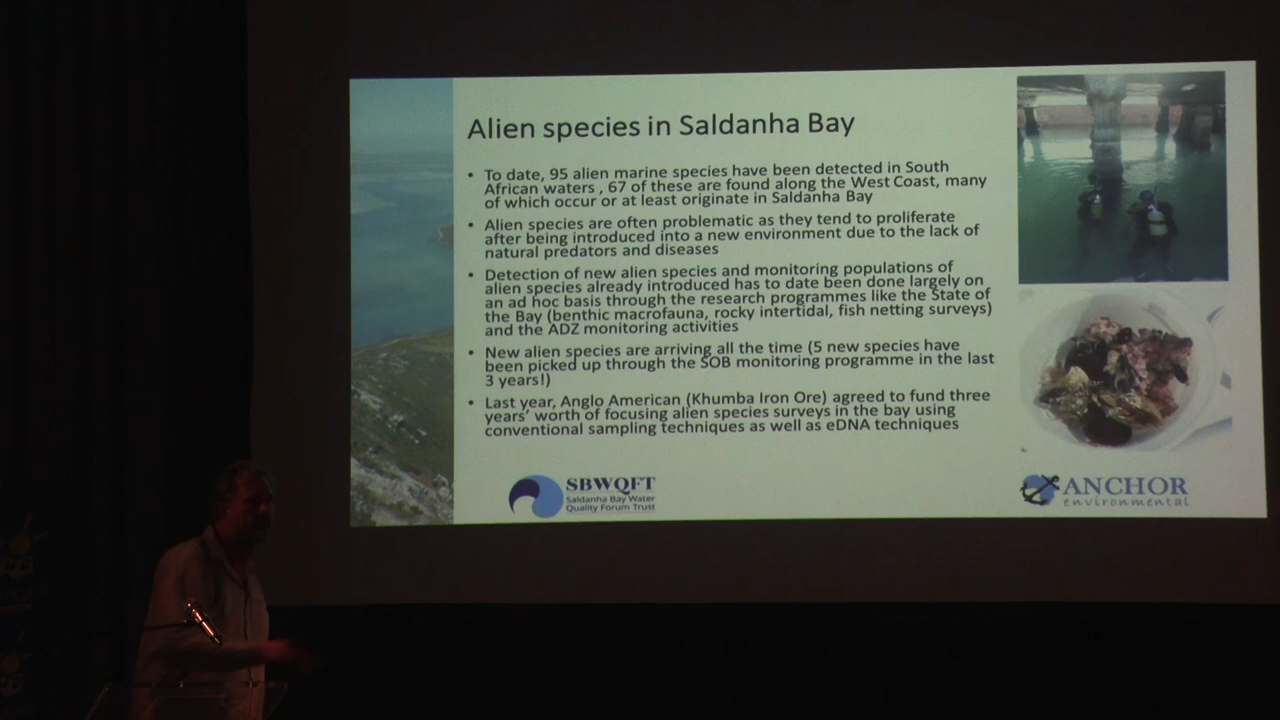 Alien species in Saldanha Bay
• To date, 95 alien marine species have been detected in South
African waters , 67 of these are found along the West Coast, many
of which occur or at least originate in Saldanha Bay
• Alien species are often problematic as they tend to proliferate
after being introduced into a new environment due to the lack of
natural predators and diseases
• Detection of new alien species and monitoring populations of
alien species already introduced has to date been done largely on
an ad hoc basis through the research programmes like the State of
the Bay (benthic macrofauna, rocky intertidal, fish netting surveys)
and the ADZ monitoring activities
• New alien species are arriving all the time (5 new species have
been picked up through the SOB monitoring programme in the last
3 years!)
• Last year, Anglo American (Khumba Iron Ore) agreed to fund three
years’ worth of focusing alien species surveys in the bay using
conventional sampling techniques as well as eDNA techniques
SBWQFT
Saldanha Bay Water
Quality Forum Trust
ANCHOR
environmental